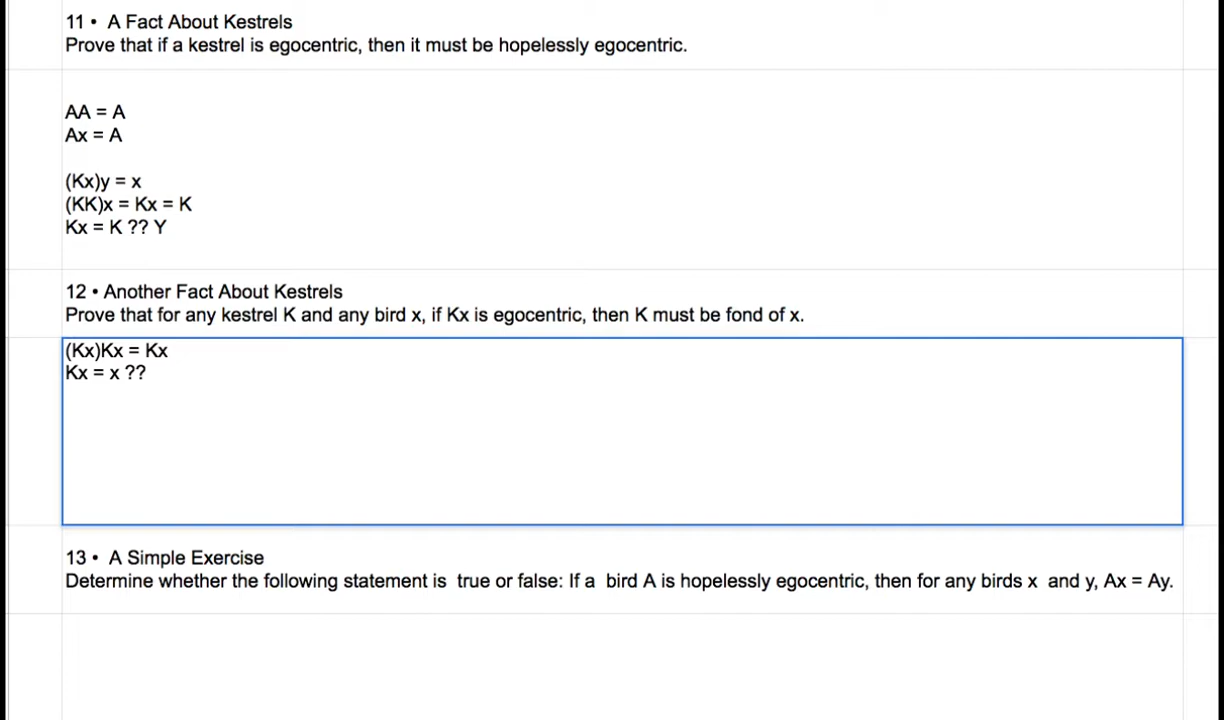 11 • A Fact About Kestrels
Prove that if a kestrel is egocentric, then it must be hopelessly egocentric.
AA = A
Ax = A
(Kx)y = x
(KK)x = Kx = K
Kx = K ?? Y
12 • Another Fact About Kestrels
Prove that for any kestrel K and any bird x, if Kx is egocentric, then K must be fond of x.
(Kx)Kx = Kx
Kx = x ??
13 • A Simple Exercise
Determine whether the following statement is true or false: If a bird A is hopelessly egocentric, then for any birds x and y, Ax = Ay.